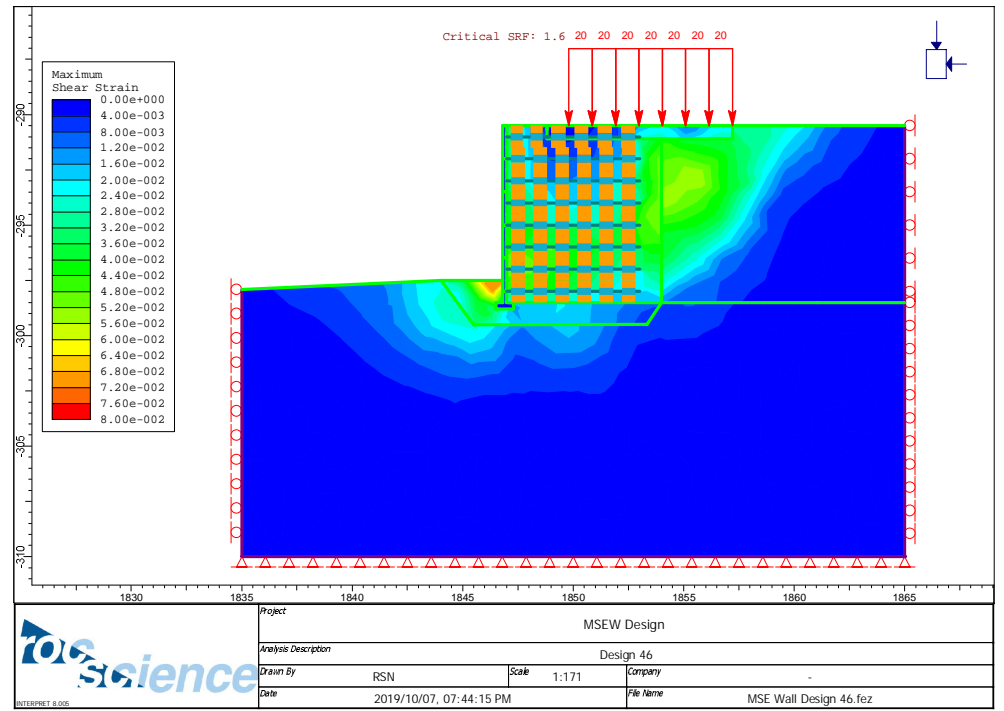 Critical SRF: 1.6 20 20 20 20 20 20 20
Maximum
Shear Strain
0.00e+000
4.00e-003
8.00e-003
1.20e-002
1.60e-002
2.00e-002
2.40e-002
2.80e-002
3.20e-002
3.60e-002
4.00e-002
4.40e-002
4.80e-002
5.20e-002
5.60e-002
6.00e-002
6.40e-002
6.80e-002
7.20e-002
7.60e-002
8.00e-002
-290
-295
-300
-305
-310
1830 1835 1840 1845 1850 1855 1860 1865
rocscience
INTERPRET 8.005
Project
MSEW Design
Analysis Description
Design 46
Drawn By RSN Scale 1:171 Company -
Date 2019/10/07, 07:44:15 PM File Name MSE Wall Design 46.fez